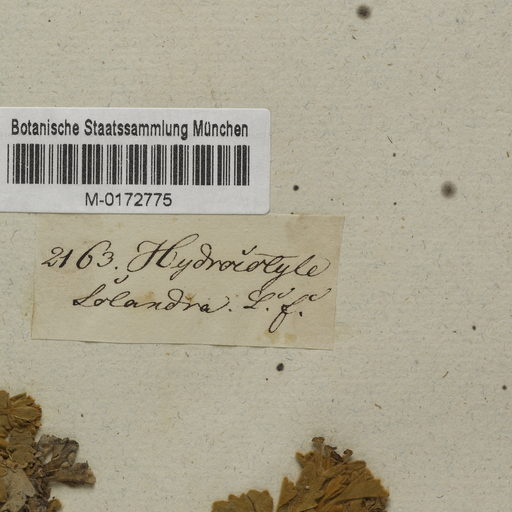 Botanische Staatssammlung München
M-0172775
2163. Hydrocotyle
Solandra. L. f.